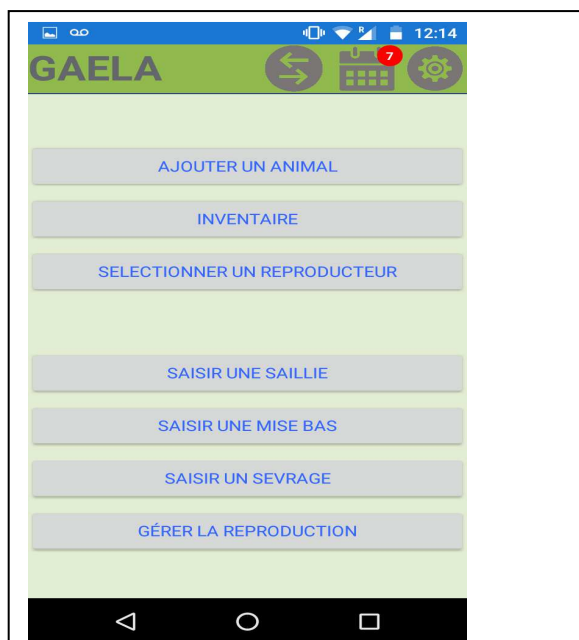 12:14
GAELA
7
AJOUTER UN ANIMAL
INVENTAIRE
SELECTIONNER UN REPRODUCTEUR
SAISIR UNE SAILLIE
SAISIR UNE MISE BAS
SAISIR UN SEVRAGE
GÉRER LA REPRODUCTION